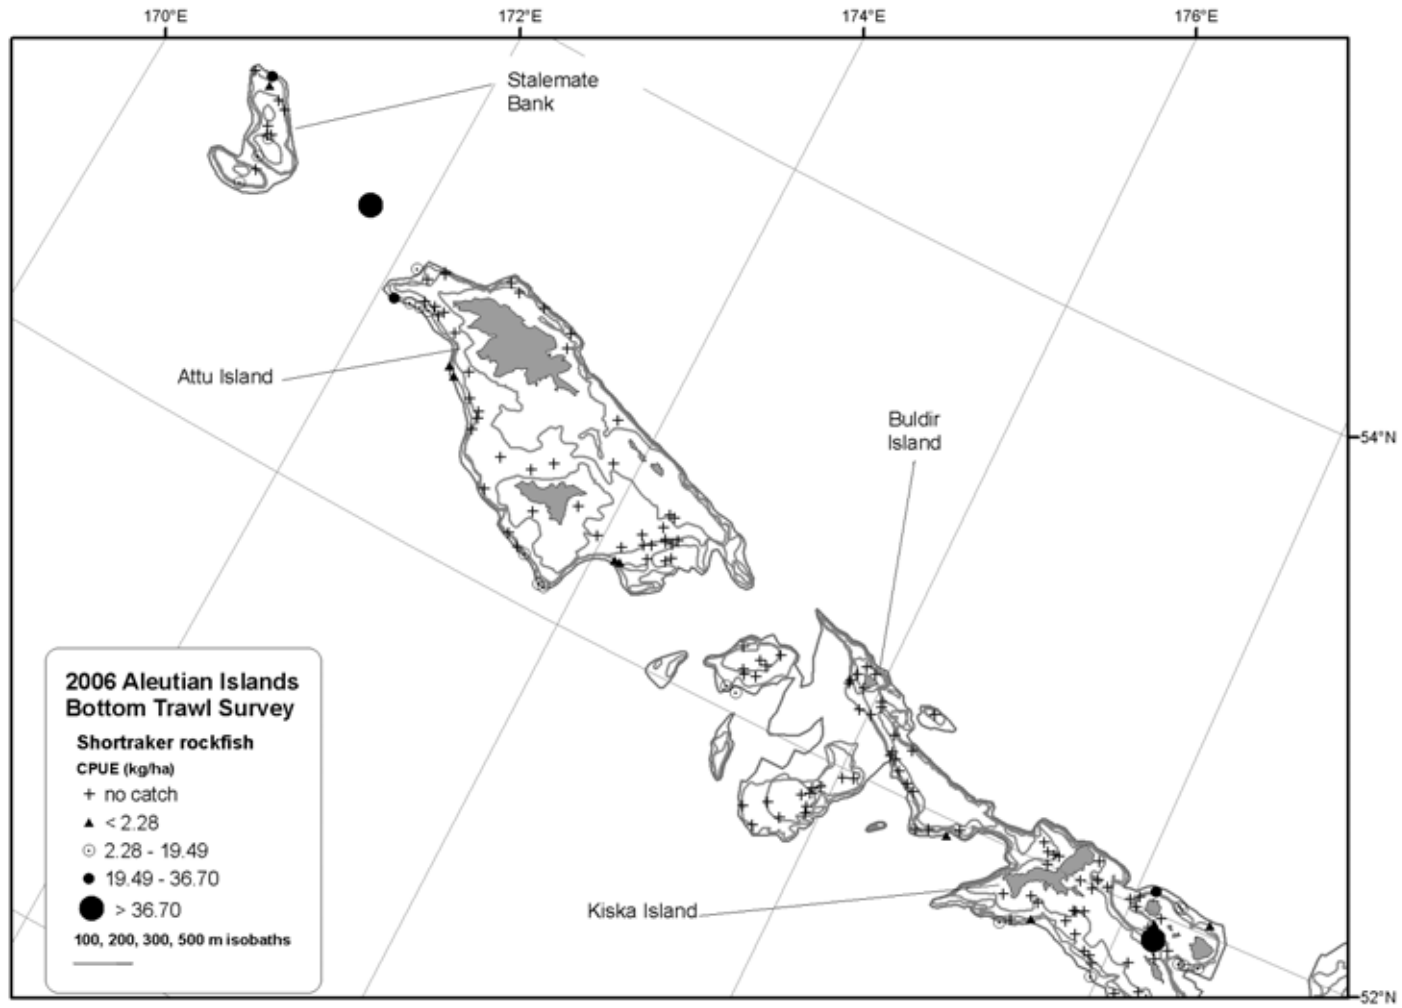 170°E
172°E
174°E
176°E
Stalemate
Bank
Attu Island
Buldir
Island
54°N
2006 Aleutian Islands
Bottom Trawl Survey
Shortraker rockfish
CPUE (kg/ha)
no catch
< 2.28
2.28 - 19.49
19.49 - 36.70
> 36.70
100, 200, 300, 500 m isobaths
Kiska Island
52°N